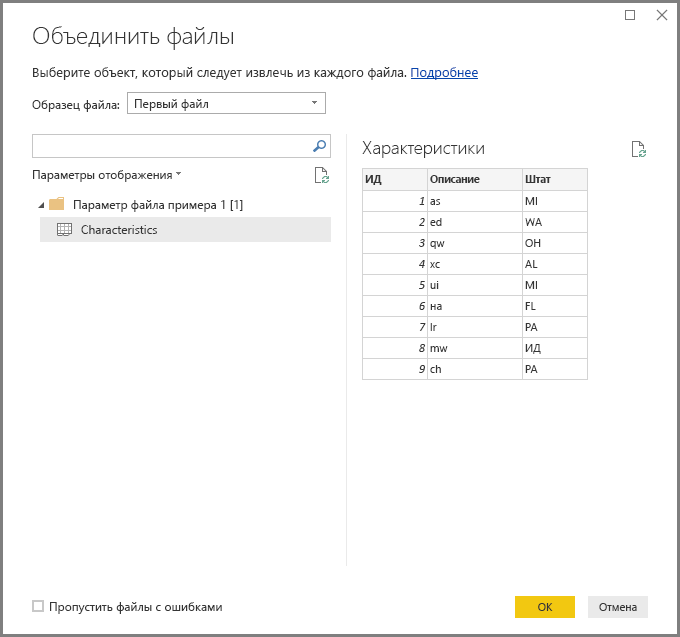 Объединить файлы
Выберите объект, который следует извлечь из каждого файла. Подробнее
Образец файла: Первый файл
Параметры отображения
Параметр файла примера 1 [1]
Characteristics
Характеристики
ИД Описание Штат
1 as MI
2 ed WA
3 qw OH
4 xc AL
5 ui MI
6 на FL
7 lr PA
8 mw ИД
9 ch PA
Пропустить файлы с ошибками
ОК Отмена